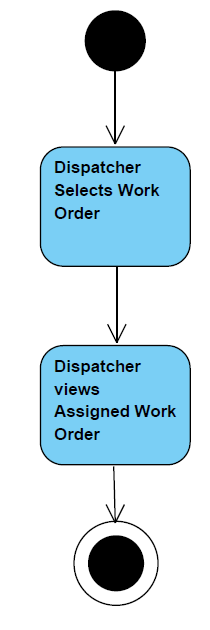 Dispatcher
Selects Work
Order
Dispatcher
views
Assigned Work
Order